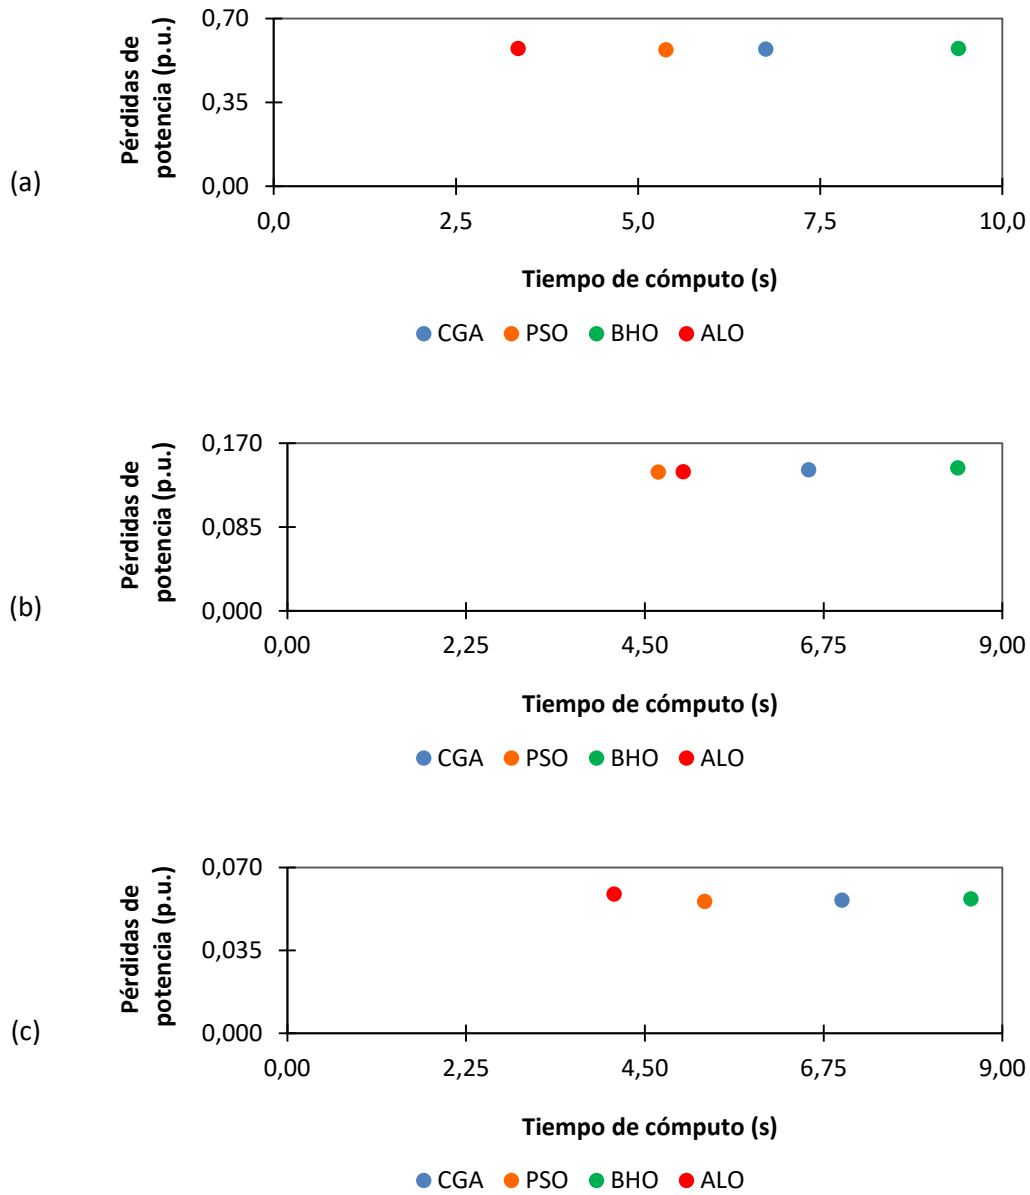 Pérdidas de
potencia (p.u.)
0,70
0,35
0,00
(a)
0,0 2,5 5,0 7,5 10,0
Tiempo de cómputo (s)
CGA PSO BHO ALO
Pérdidas de
potencia (p.u.)
0,170
0,085
0,000
(b)
0,00 2,25 4,50 6,75 9,00
Tiempo de cómputo (s)
CGA PSO BHO ALO
Pérdidas de
potencia (p.u.)
0,070
0,035
0,000
(c)
0,00 2,25 4,50 6,75 9,00
Tiempo de cómputo (s)
CGA PSO BHO ALO